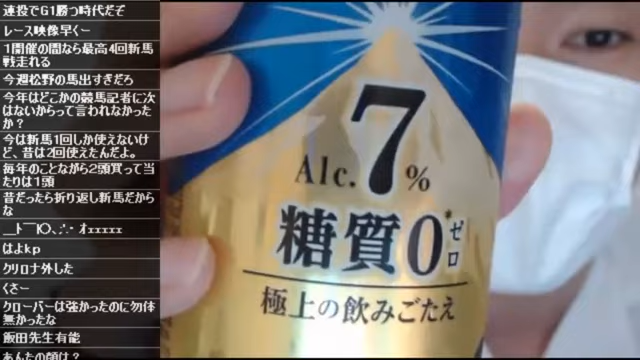 連投でG1勝つ時代だぞ
レース映像早くー
1開催の間なら最高4回新馬
戦走れる
今週松野の馬出すぎだろ
今年はどこかの競馬記者に次
はないからって言われなかった
か?
今は新馬1回しか使えないけ
ど、昔は2回使えたんだよ。
毎年のことながら2頭買って当
たりは1頭
昔だったら折り返し新馬だから
な
はよkp
クリロナ外した
くさー
クローバーは強かったのに勿体
無かったな
飯田先生有能
あんたの顔は?
Alc.7%
糖質0*ゼロ
極上の飲みごたえ